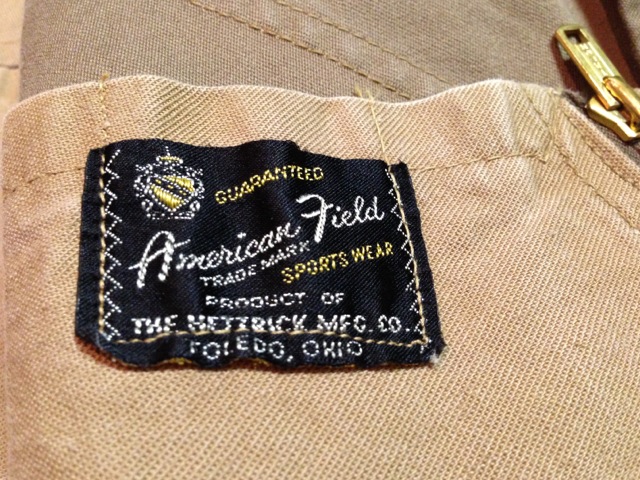 GUARANTEED
American Field
TRADE MARK
SPORTS WEAR
PRODUCT OF
THE HETTRICK MFG. CO.
TOLEDO, OHIO